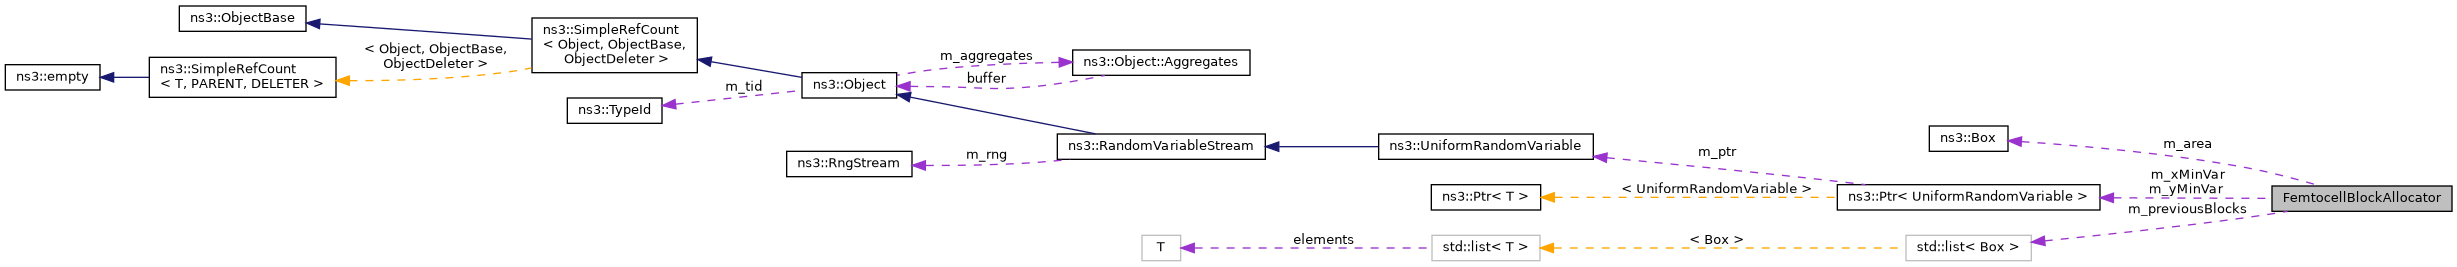 ns3::ObjectBase
ns3::SimpleRefCount
< Object, ObjectBase,
ObjectDeleter >
< Object, ObjectBase,
ObjectDeleter >
ns3::empty
ns3::SimpleRefCount
< T, PARENT, DELETER >
m_aggregates
ns3::Object::Aggregates
buffer
ns3::Object
m_tid
ns3::TypeId
ns3::RandomVariableStream
ns3::UniformRandomVariable
m_rng
ns3::RngStream
ns3::Box
m_area
m_ptr
m_xMinVar
m_yMinVar
< UniformRandomVariable >
ns3::Ptr< T >
ns3::Ptr< UniformRandomVariable >
FemtocellBlockAllocator
m_previousBlocks
T
elements
std::list< T >
< Box >
std::list< Box >